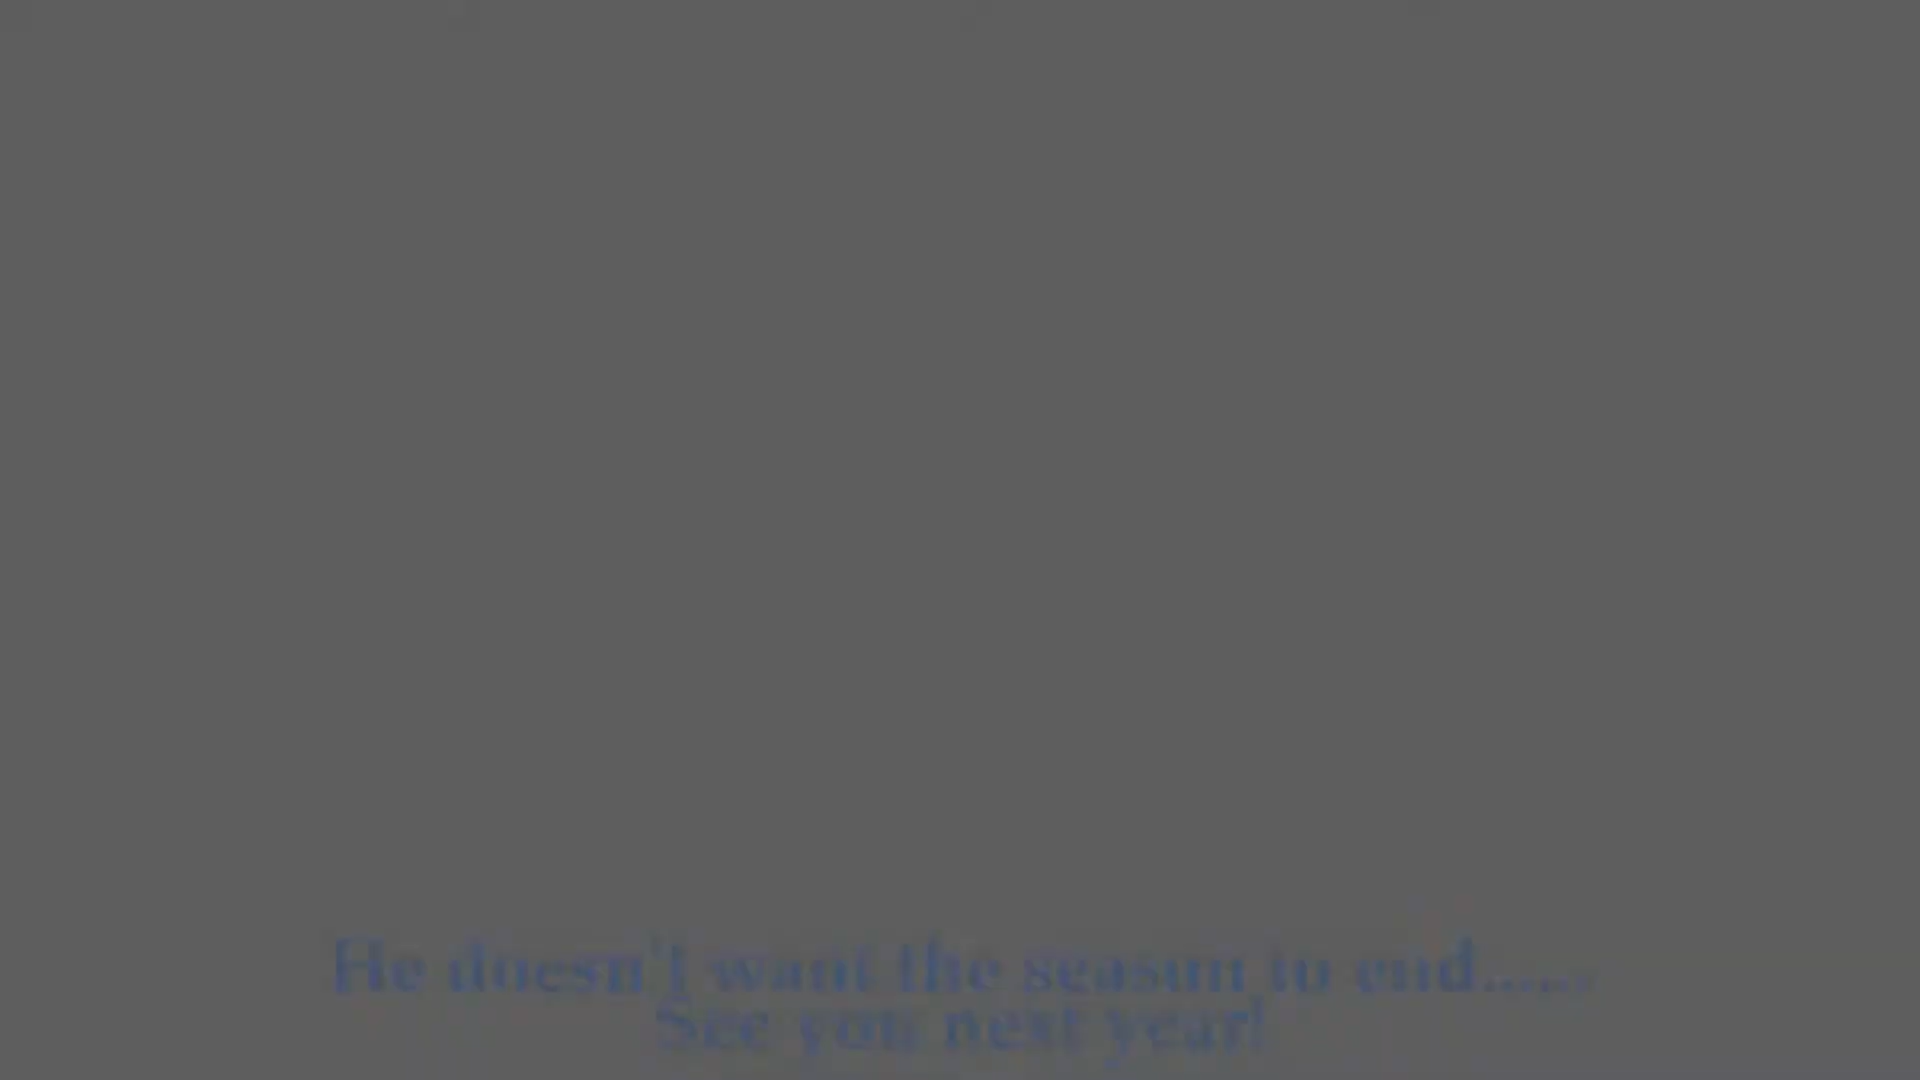 He doesn't want the season to end......
See you next year!